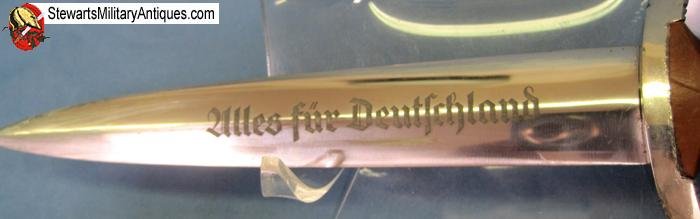 StewartsMilitaryAntiques.com
Alles für Deutschland